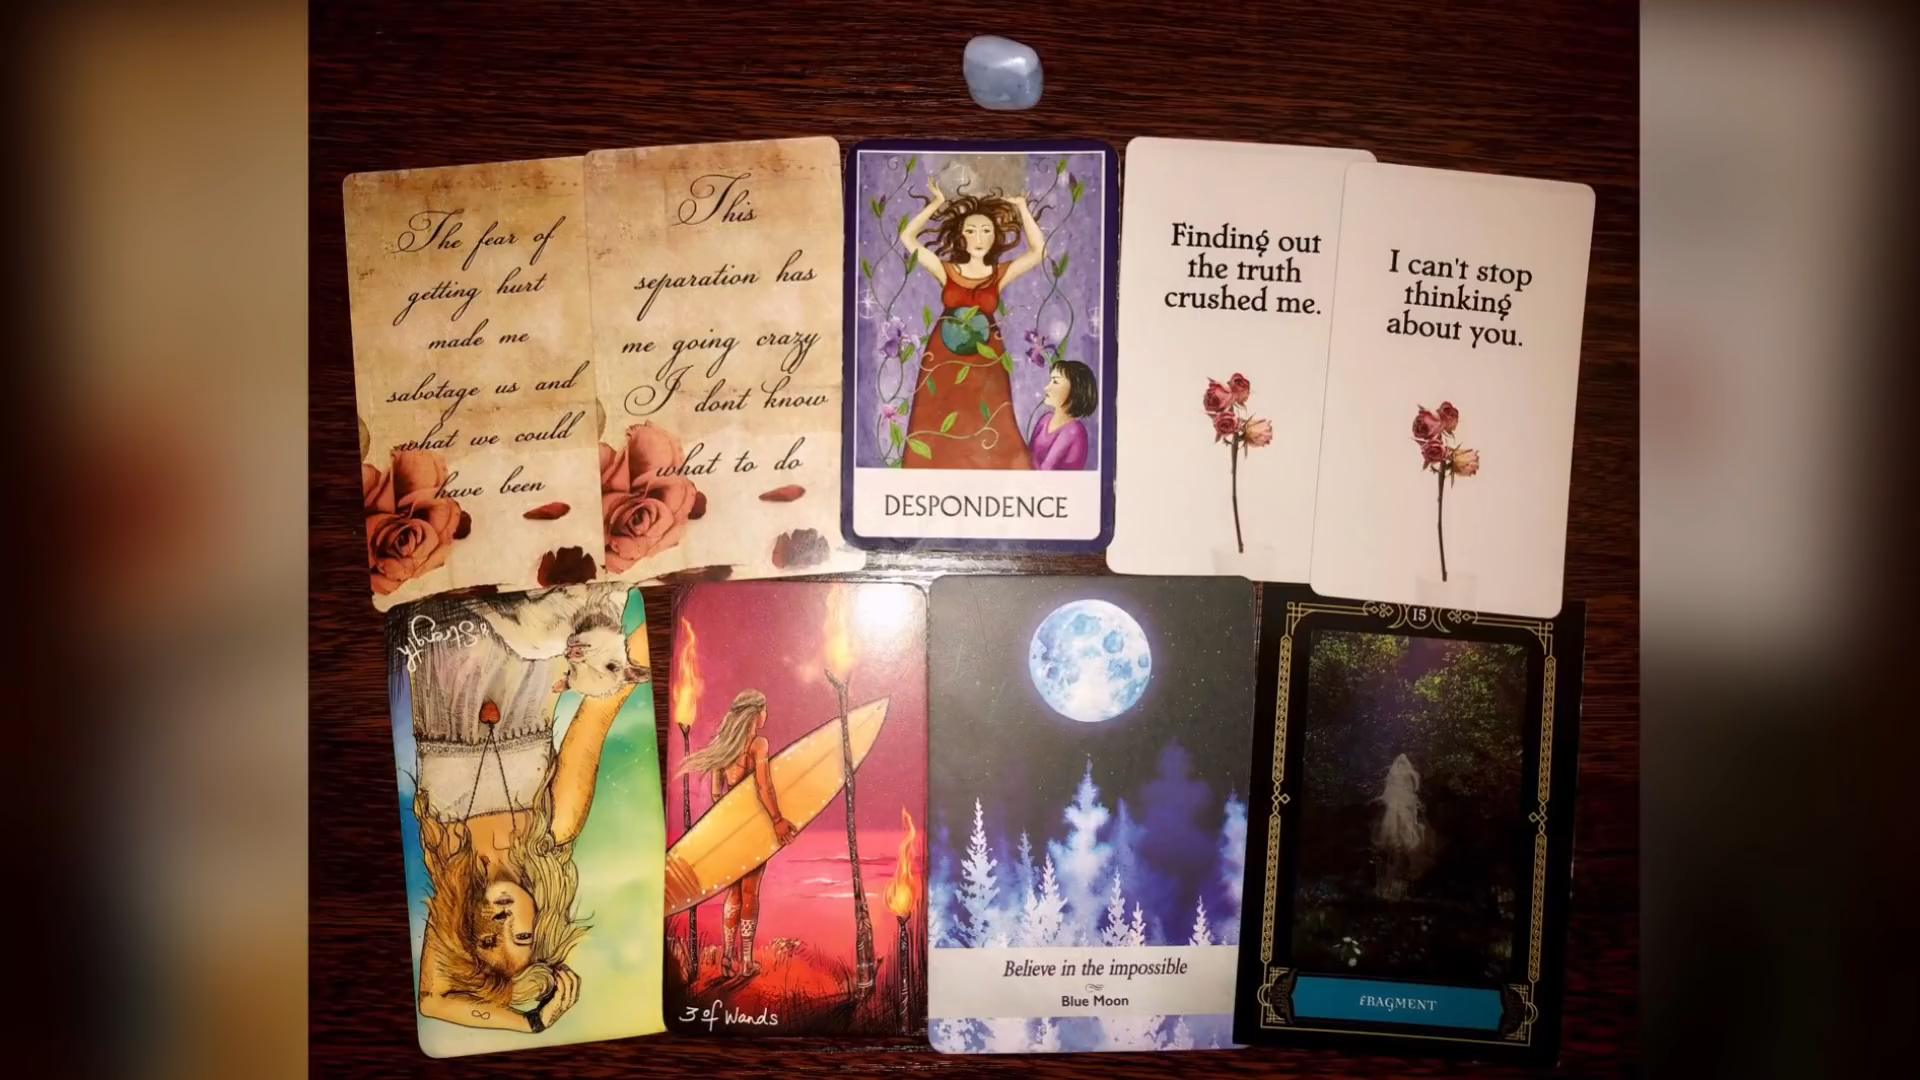 The fear of
getting hurt
made me
sabotage us and
what we could
have been
This
separation has
me going crazy
I dont know
what to do
DESPONDENCE
Finding out
the truth
crushed me.
I can't stop
thinking
about you.
8 Strength
3 of Wands
Believe in the impossible
Blue Moon
15
FRAGMENT